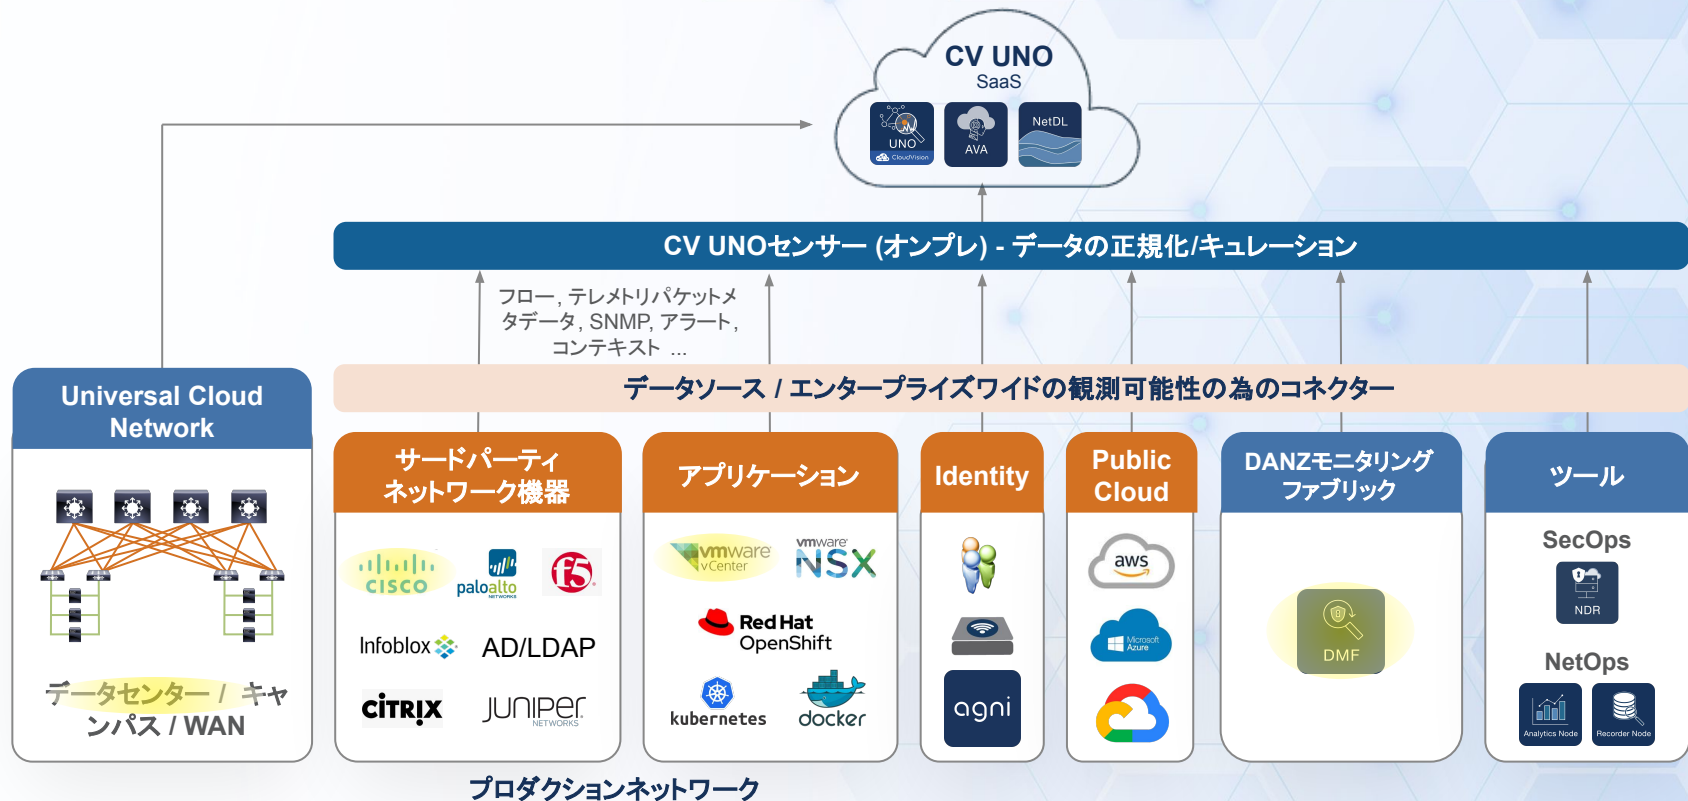 CV UNO
SaaS
UNO
CloudVision
AVA
NetDL
CV UNOセンサー (オンプレ) - データの正規化/キュレーション
フロー, テレメトリパケットメ
タデータ, SNMP, アラート,
コンテキスト ...
データソース / エンタープライズワイドの観測可能性の為のコネクター
Universal Cloud
Network
データセンター / キャ
ンパス / WAN
サードパーティ
ネットワーク機器
CISCO
paloalto
NETWORKS
f5
Infoblox
AD/LDAP
CITRIX
JUNIPER
NETWORKS
アプリケーション
vmware
vCenter
vmware
NSX
Red Hat
OpenShift
kubernetes
docker
Identity
agni
Public
Cloud
aws
Microsoft
Azure
DANZモニタリング
ファブリック
DMF
ツール
SecOps
NDR
NetOps
Analytics Node
Recorder Node
プロダクションネットワーク